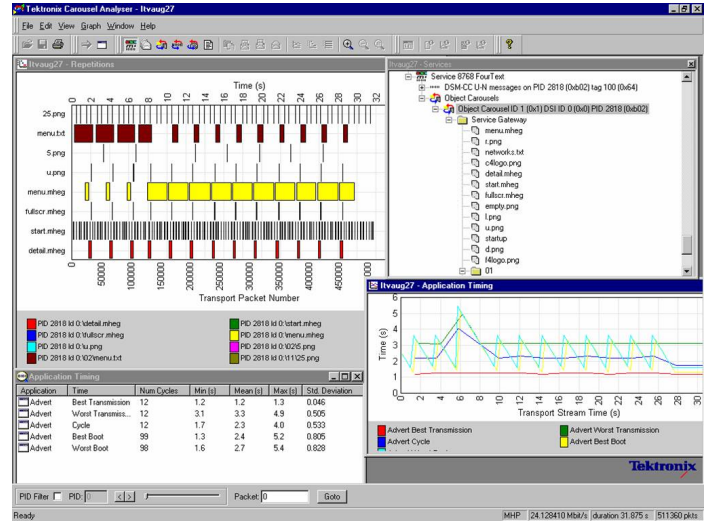 Tektronix Carousel Analyser - Itvaug27
File Edit View Graph Window Help
Itvaug27 - Repetitions
Time (s)
0 2 4 6 8 10 12 14 16 18 20 22 24 26 28 30 32
25.png
menu.txt
5.png
u.png
menu.mheg
fullscr.mheg
start.mheg
detail.mheg
0 50000 100000 150000 200000 250000 300000 350000 400000 450000
Transport Packet Number
PID 2818 Id 0:\detail.mheg
PID 2818 Id 0:\start.mheg
PID 2818 Id 0:\fullscr.mheg
PID 2818 Id 0:\menu.mheg
PID 2818 Id 0:\u.png
PID 2818 Id 0:\02\5.png
PID 2818 Id 0:\02\menu.txt
PID 2818 Id 0:\11\25.png
Itvaug27 - Services
Service 8768 FourText
DSM-CC U-N messages on PID 2818 (0xb02) tag 100 (0x64)
Object Carousels
Object Carousel ID 1 (0x1) DSI ID 0 (0x0) PID 2818 (0xb02)
Service Gateway
menu.mheg
r.png
networks.txt
c4logo.png
detail.mheg
start.mheg
fullscr.mheg
empty.png
l.png
u.png
startup
d.png
f4logo.png
01
Itvaug27 - Application Timing
Time (s)
6
5
4
3
2
1
0
0 2 4 6 8 10 12 14 16 18 20 22 24 26 28 30
Transport Stream Time (s)
Advert Best Transmission
Advert Worst Transmission
Advert Cycle
Advert Best Boot
Application Timing
Application Time Num Cycles Min (s) Mean (s) Max (s) Std. Deviation
Advert Best Transmission 12 1.2 1.2 1.3 0.046
Advert Worst Transmiss... 12 3.1 3.3 4.9 0.505
Advert Cycle 12 1.7 2.3 4.0 0.533
Advert Best Boot 99 1.3 2.4 5.2 0.805
Advert Worst Boot 98 1.6 2.7 5.4 0.828
Tektronix
PID Filter PID: 0 < > Packet: 0 Goto
Ready
MHP 24.128410 Mbit/s duration 31.875 s 511360 pkts